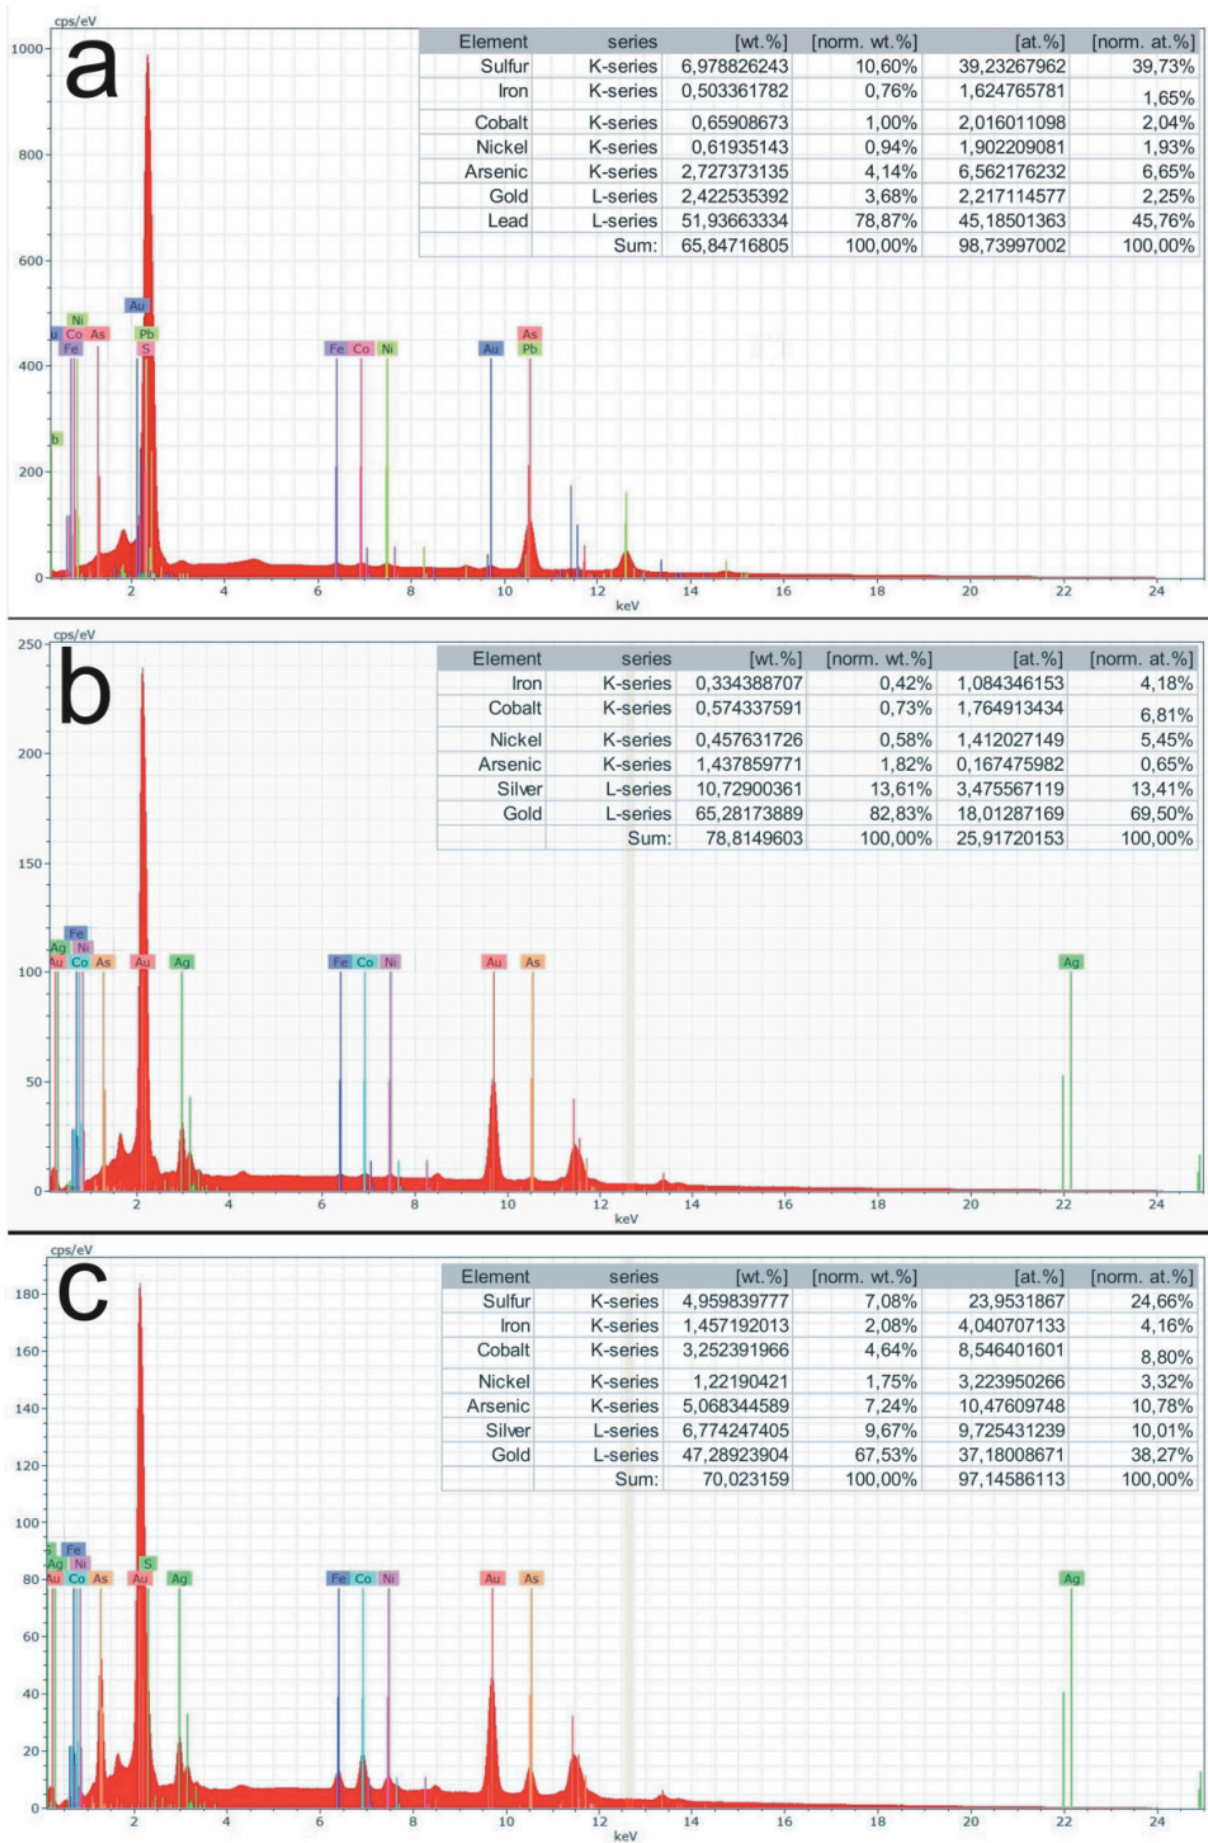 cps/eV
a
Element series [wt.%] [norm. wt.%] [at.%] [norm. at.%]
Sulfur K-series 6,978826243 10,60% 39,23267962 39,73%
Iron K-series 0,503361782 0,76% 1,624765781 1,65%
Cobalt K-series 0,65908673 1,00% 2,016011098 2,04%
Nickel K-series 0,61935143 0,94% 1,902209081 1,93%
Arsenic K-series 2,727373135 4,14% 6,562176232 6,65%
Gold L-series 2,422535392 3,68% 2,217114577 2,25%
Lead L-series 51,93663334 78,87% 45,18501363 45,76%
Sum: 65,84716805 100,00% 98,73997002 100,00%
1000
800
600
400
200
0
Au
Ni
u Co As Pb As
Fe S Fe Co Ni Au Pb
b
2 4 6 8 10 12 14 16 18 20 22 24
keV
cps/eV
b
Element series [wt.%] [norm. wt.%] [at.%] [norm. at.%]
Iron K-series 0,334388707 0,42% 1,084346153 4,18%
Cobalt K-series 0,574337591 0,73% 1,764913434 6,81%
Nickel K-series 0,457631726 0,58% 1,412027149 5,45%
Arsenic K-series 1,437859771 1,82% 0,167475982 0,65%
Silver L-series 10,72900361 13,61% 3,475567119 13,41%
Gold L-series 65,28173889 82,83% 18,01287169 69,50%
Sum: 78,8149603 100,00% 25,91720153 100,00%
250
200
150
100
50
0
Fe
Ag Ni
Au Co As Au Ag Fe Co Ni Au As Ag
2 4 6 8 10 12 14 16 18 20 22 24
keV
cps/eV
c
Element series [wt.%] [norm. wt.%] [at.%] [norm. at.%]
Sulfur K-series 4,959839777 7,08% 23,9531867 24,66%
Iron K-series 1,457192013 2,08% 4,040707133 4,16%
Cobalt K-series 3,252391966 4,64% 8,546401601 8,80%
Nickel K-series 1,22190421 1,75% 3,223950266 3,32%
Arsenic K-series 5,068344589 7,24% 10,47609748 10,78%
Silver L-series 6,774247405 9,67% 9,725431239 10,01%
Gold L-series 47,28923904 67,53% 37,18008671 38,27%
Sum: 70,023159 100,00% 97,14586113 100,00%
180
160
140
120
100
80
60
40
20
0
S Fe
Ag Ni S
Au Co As Au Ag Fe Co Ni Au As Ag
2 4 6 8 10 12 14 16 18 20 22 24
keV